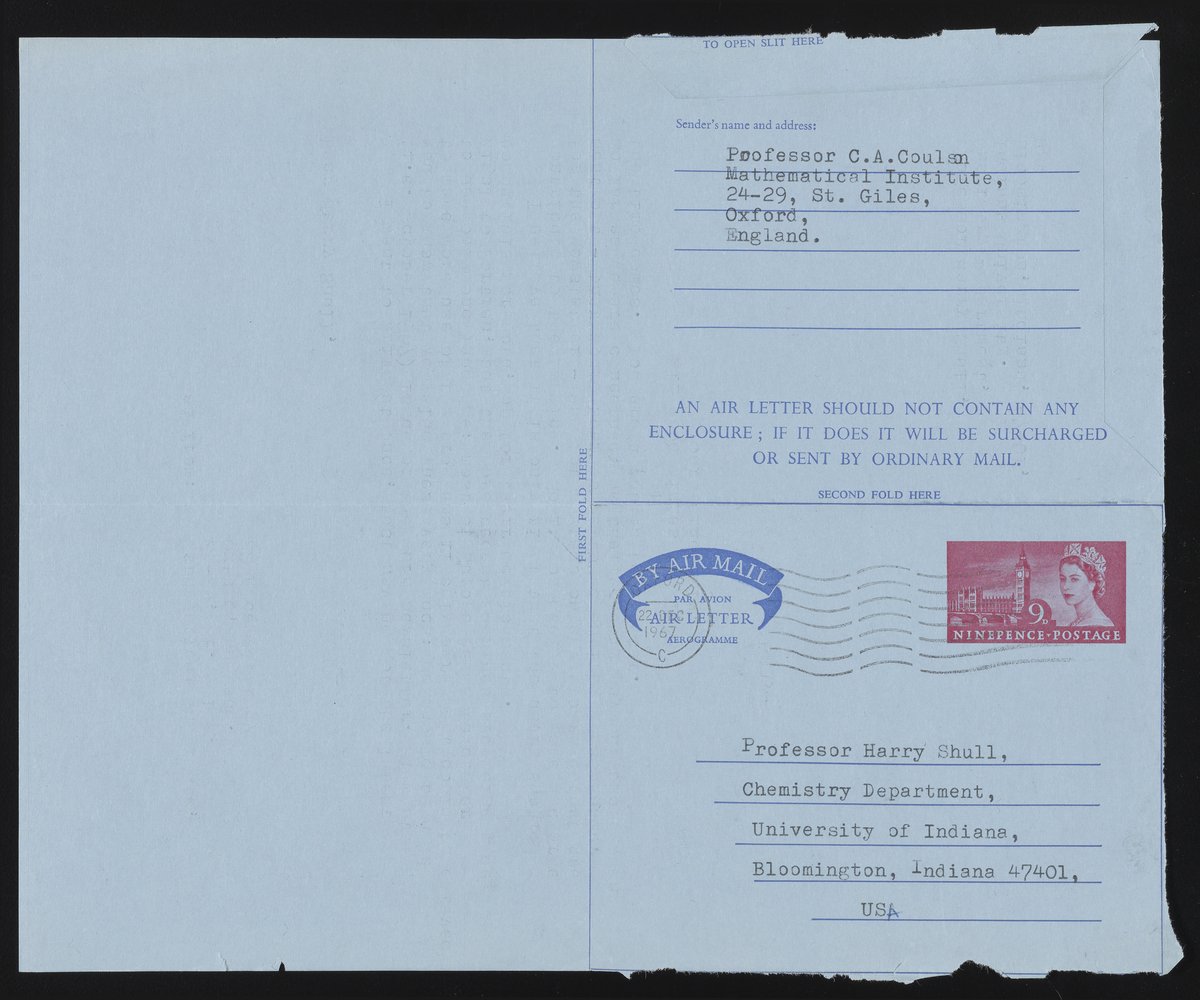 TO OPEN SLIT HERE
Sender's name and address:
Professor C.A.Coulson
Mathematical Institute,
24-29, St. Giles,
Oxford,
England.
AN AIR LETTER SHOULD NOT CONTAIN ANY
ENCLOSURE ; IF IT DOES IT WILL BE SURCHARGED
OR SENT BY ORDINARY MAIL.
SECOND FOLD HERE
FIRST FOLD HERE
BY AIR MAIL
PAR AVION
AIR LETTER
AEROGRAMME
OXFORD
22 DEC
1967
C
9D
NINEPENCE·POSTAGE
Professor Harry Shull,
Chemistry Department,
University of Indiana,
Bloomington, Indiana 47401,
USA